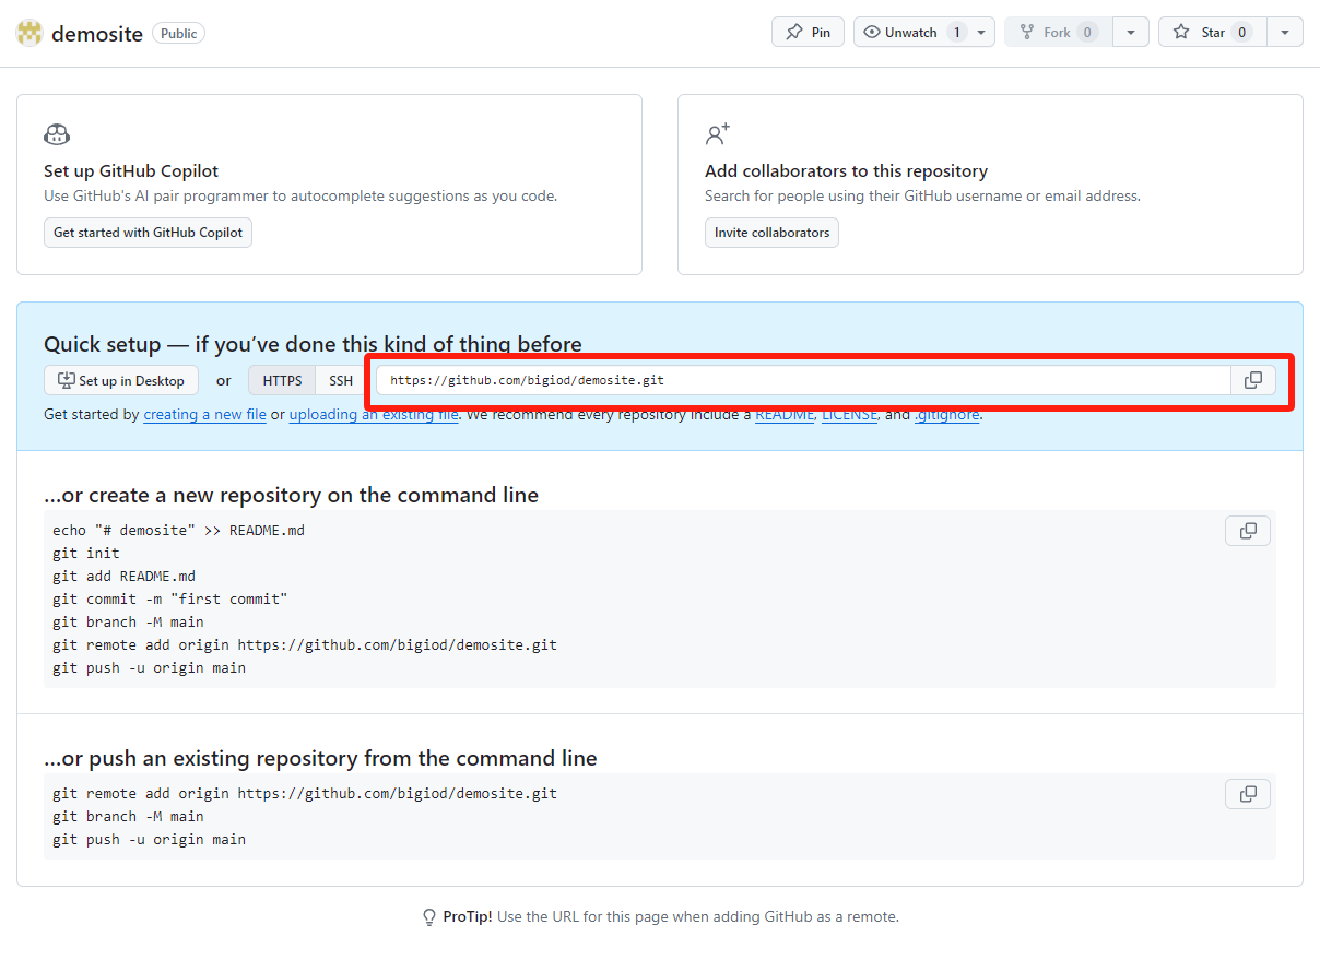 demosite Public Pin Unwatch 1 Fork 0 Star 0
Set up GitHub Copilot
Use GitHub's AI pair programmer to autocomplete suggestions as you code.
Get started with GitHub Copilot
Add collaborators to this repository
Search for people using their GitHub username or email address.
Invite collaborators
Quick setup — if you've done this kind of thing before
Set up in Desktop or HTTPS SSH https://github.com/bigiod/demosite.git
Get started by creating a new file or uploading an existing file. We recommend every repository include a README, LICENSE, and .gitignore.
...or create a new repository on the command line
echo "# demosite" >> README.md
git init
git add README.md
git commit -m "first commit"
git branch -M main
git remote add origin https://github.com/bigiod/demosite.git
git push -u origin main
...or push an existing repository from the command line
git remote add origin https://github.com/bigiod/demosite.git
git branch -M main
git push -u origin main
ProTip! Use the URL for this page when adding GitHub as a remote.